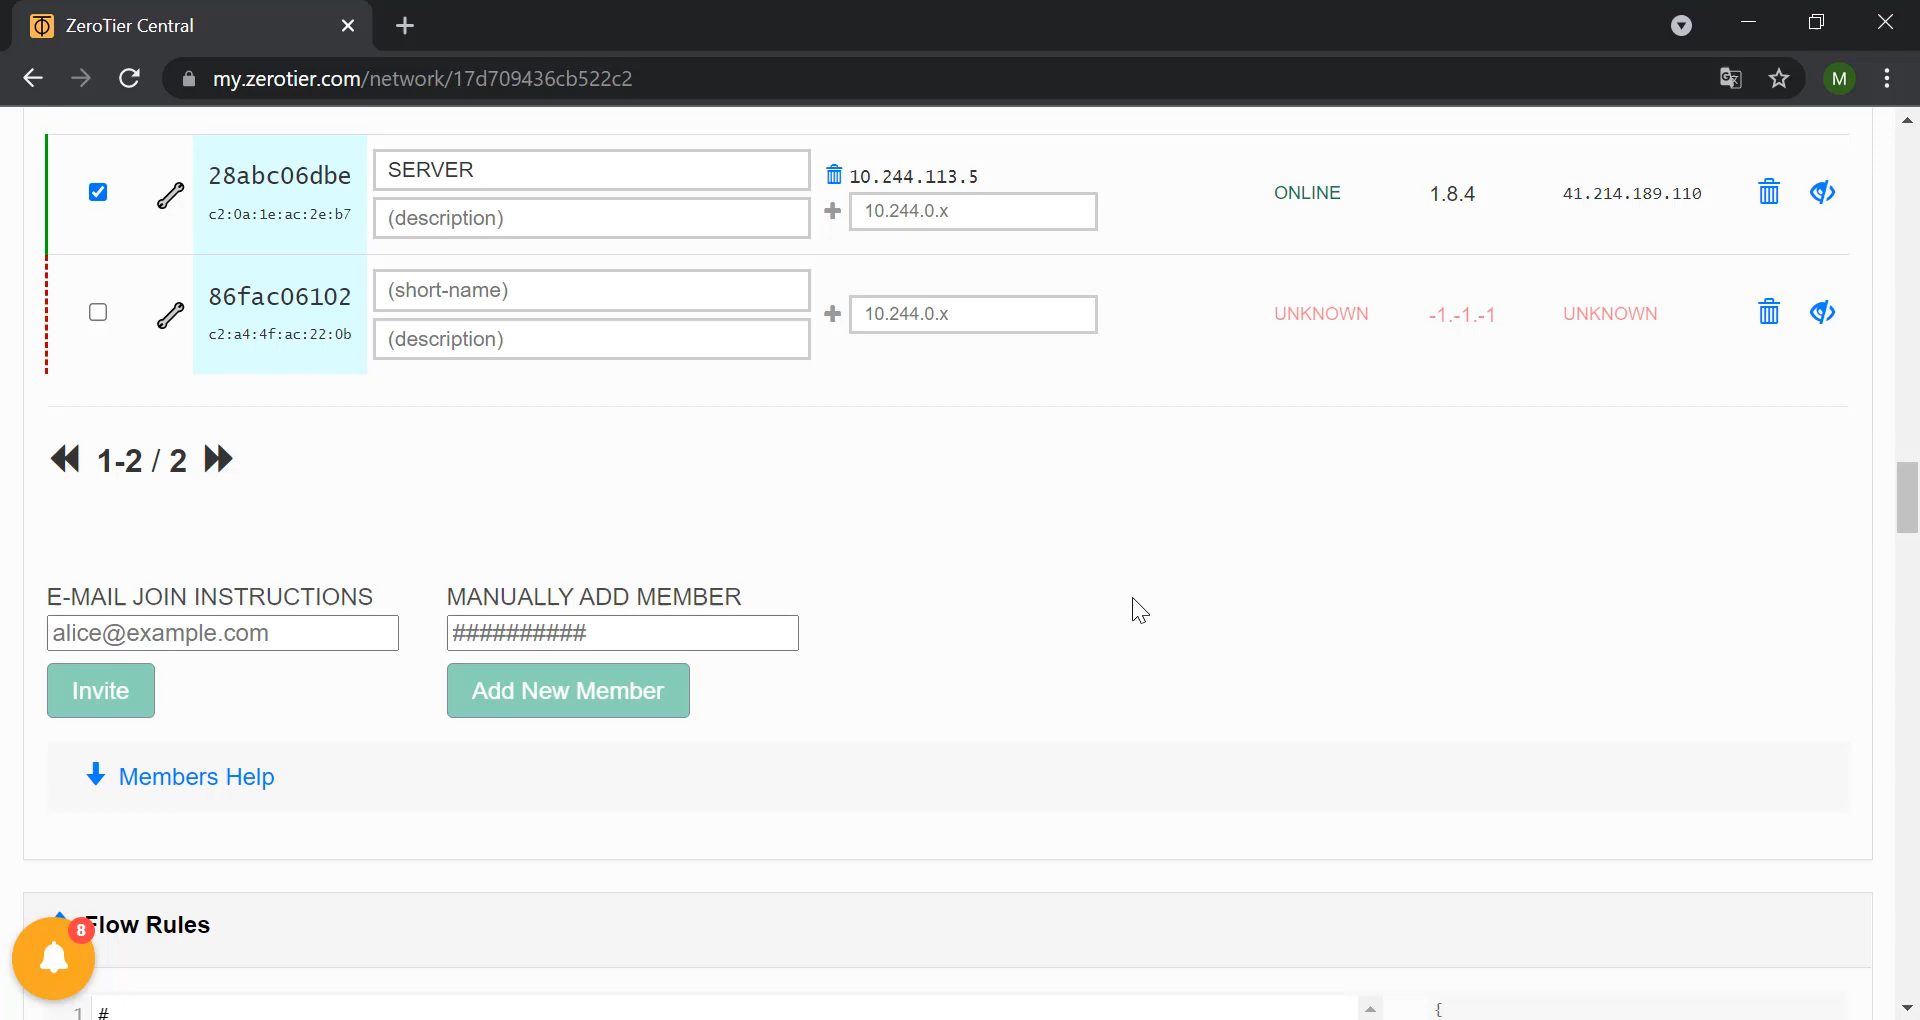 ZeroTier Central
my.zerotier.com/network/17d709436cb522c2
M
28abc06dbe
c2:0a:1e:ac:2e:b7
SERVER
(description)
10.244.113.5
10.244.0.x
ONLINE
1.8.4
41.214.189.110
86fac06102
c2:a4:4f:ac:22:0b
(short-name)
(description)
10.244.0.x
UNKNOWN
-1.-1.-1
UNKNOWN
1-2 / 2
E-MAIL JOIN INSTRUCTIONS
MANUALLY ADD MEMBER
alice@example.com
##########
Invite
Add New Member
Members Help
Flow Rules
8
1 #
{